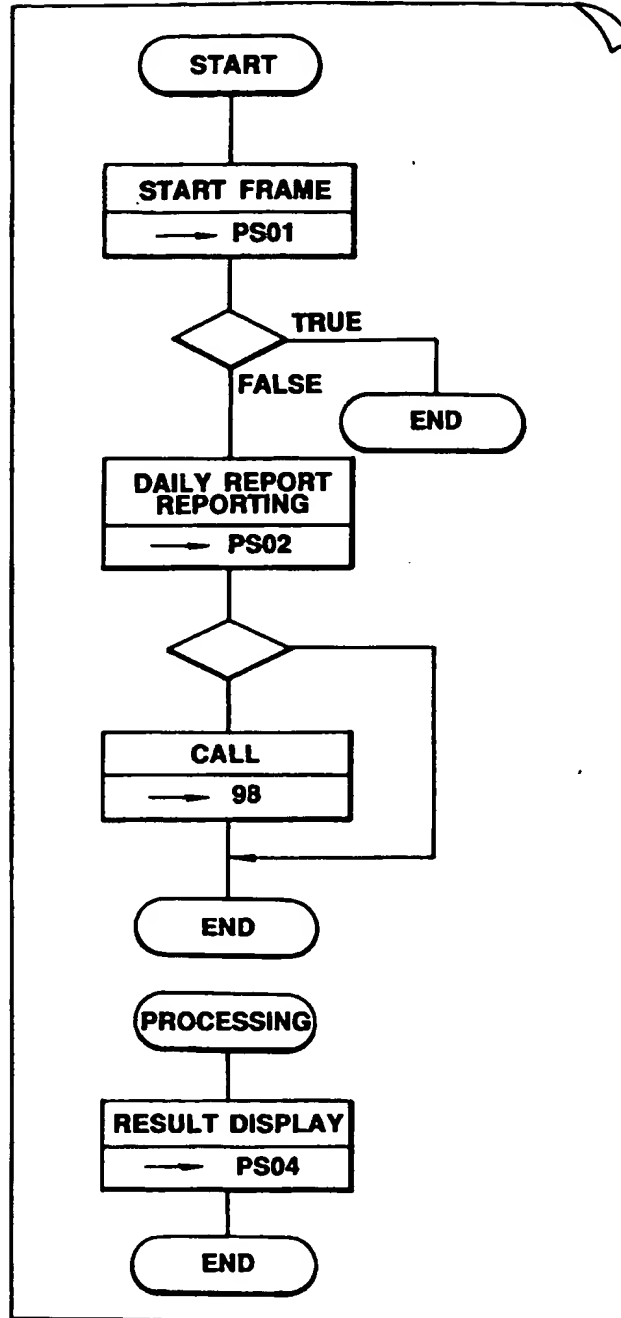 START
START FRAME
→ PS01
TRUE
FALSE
END
DAILY REPORT
REPORTING
→ PS02
CALL
→ 98
END
PROCESSING
RESULT DISPLAY
→ PS04
END